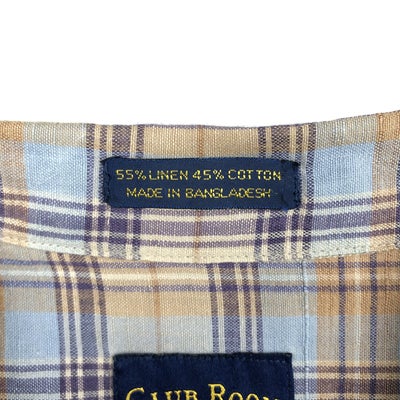 55% LINEN 45% COTTON
MADE IN BANGLADESH
CLUB ROOM